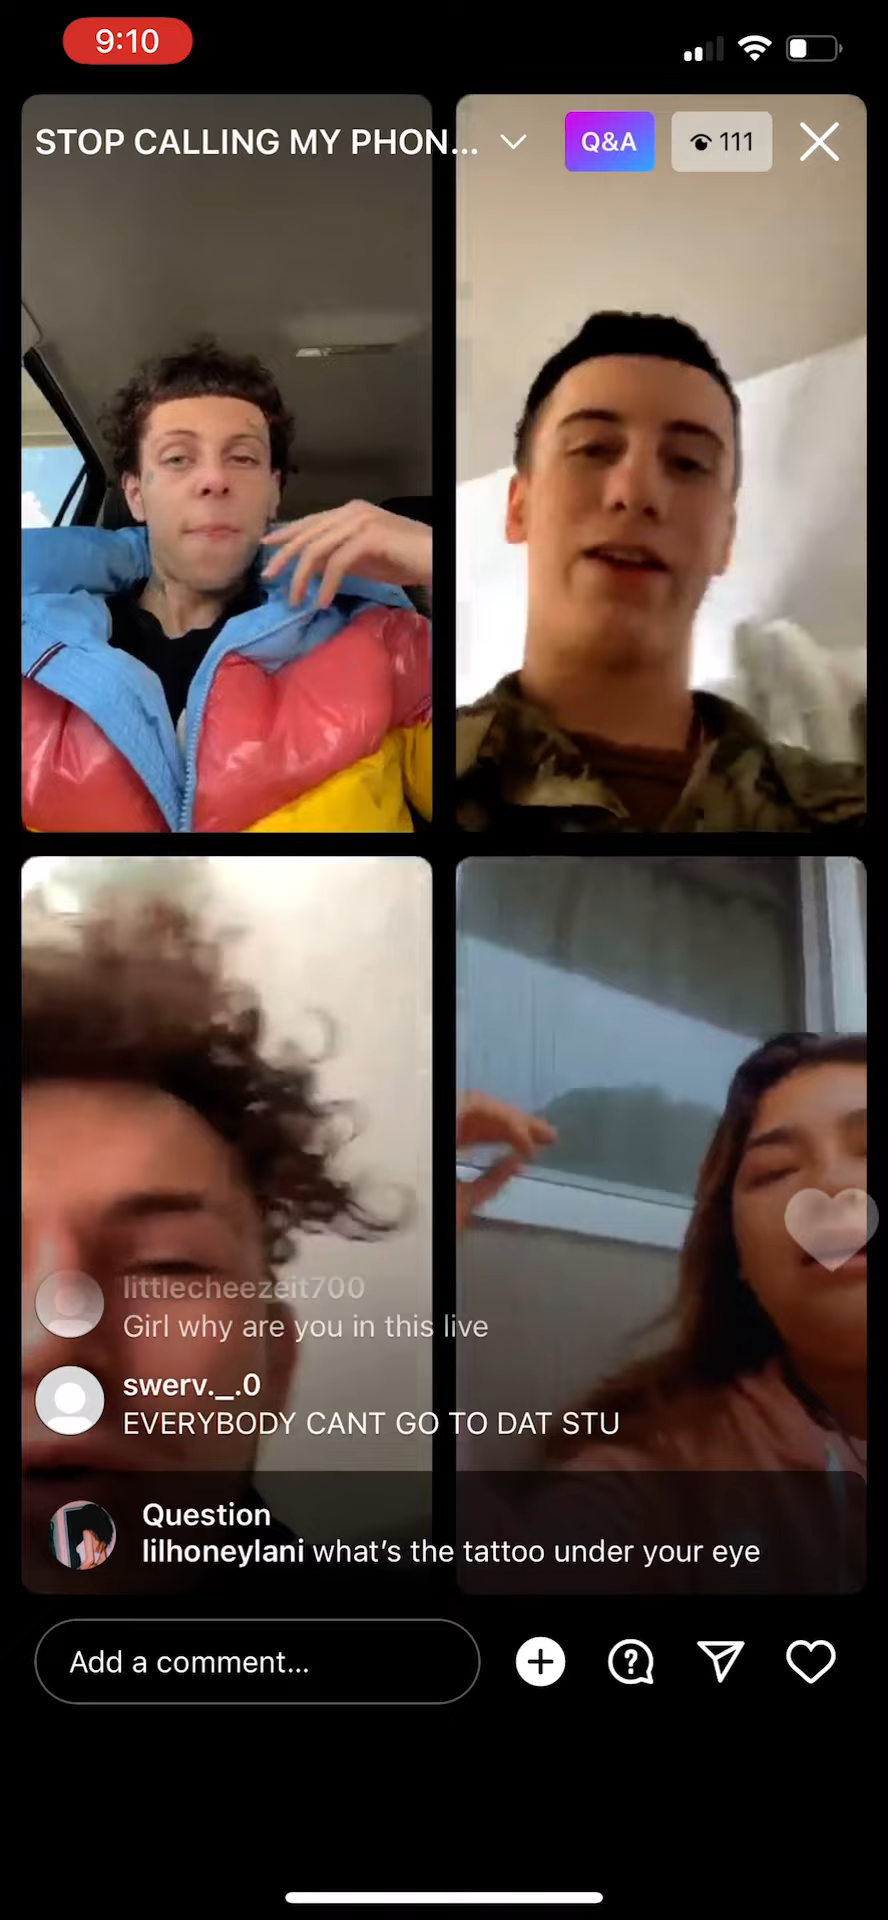 9:10
STOP CALLING MY PHON...
Q&A
111
littlecheezeit700
Girl why are you in this live
swerv._.0
EVERYBODY CANT GO TO DAT STU
Question
lilhoneylani what's the tattoo under your eye
Add a comment...